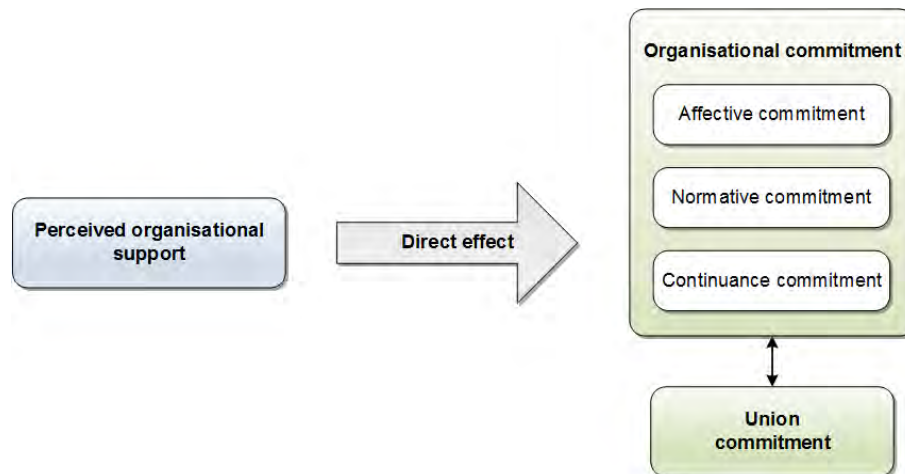 Organisational commitment
Affective commitment
Normative commitment
Continuance commitment
Perceived organisational
support
Direct effect
Union
commitment